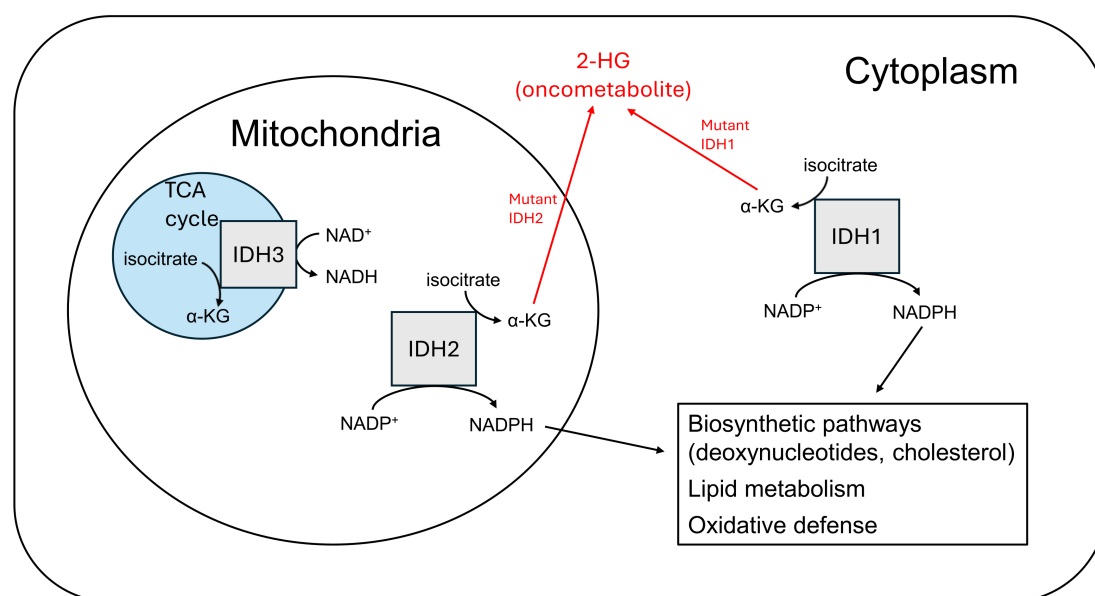 2-HG
(oncometabolite)
Cytoplasm
Mitochondria
Mutant
IDH1
isocitrate
α-KG
IDH1
NADP⁺
NADPH
TCA
cycle
isocitrate
α-KG
IDH3
NAD⁺
NADH
Mutant
IDH2
isocitrate
α-KG
IDH2
NADP⁺
NADPH
Biosynthetic pathways
(deoxynucleotides, cholesterol)
Lipid metabolism
Oxidative defense